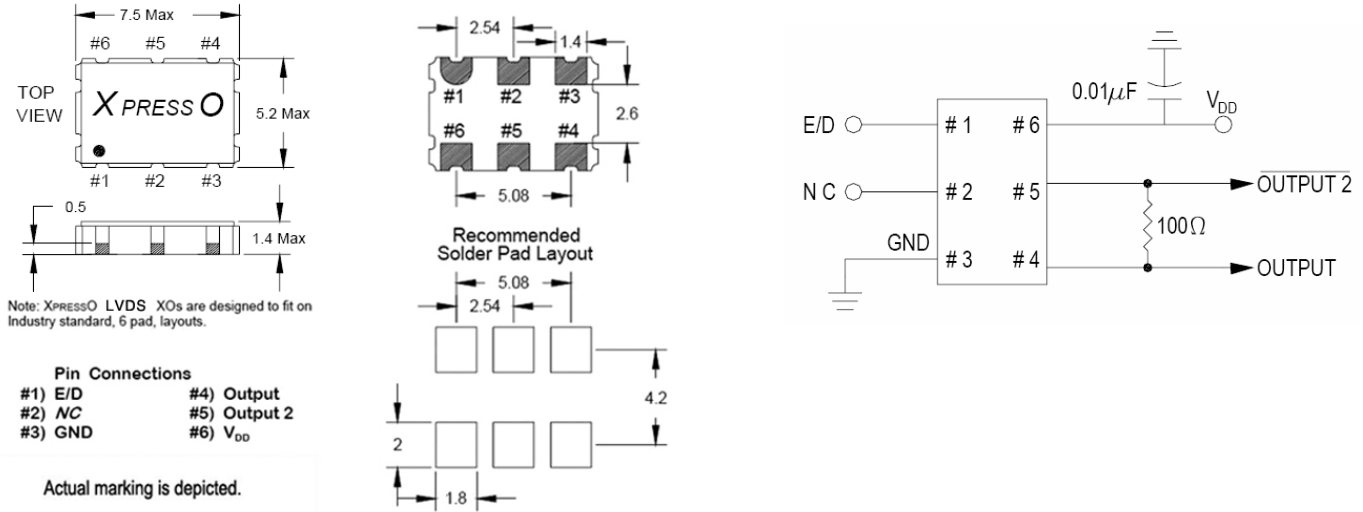 7.5 Max
#6 #5 #4
TOP
VIEW
XPRESSO
5.2 Max
#1 #2 #3
0.5
1.4 Max
Note: XPRESSO LVDS XOs are designed to fit on
Industry standard, 6 pad, layouts.
Pin Connections
#1) E/D #4) Output
#2) NC #5) Output 2
#3) GND #6) VDD
Actual marking is depicted.
2.54
1.4
#1 #2 #3
2.6
#6 #5 #4
5.08
Recommended
Solder Pad Layout
5.08
2.54
4.2
2
1.8
0.01μF
VDD
E/D #1 #6
NC #2 #5 OUTPUT 2
100Ω
GND
#3 #4 OUTPUT